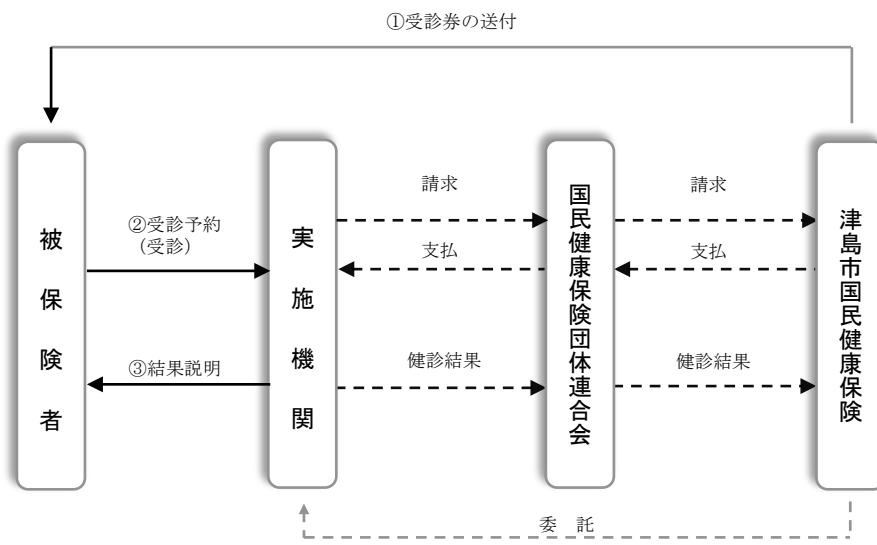 ①受診券の送付
被保険者
②受診予約
（受診）
③結果説明
実施機関
請求
支払
健診結果
国民健康保険団体連合会
請求
支払
健診結果
津島市国民健康保険
委　託